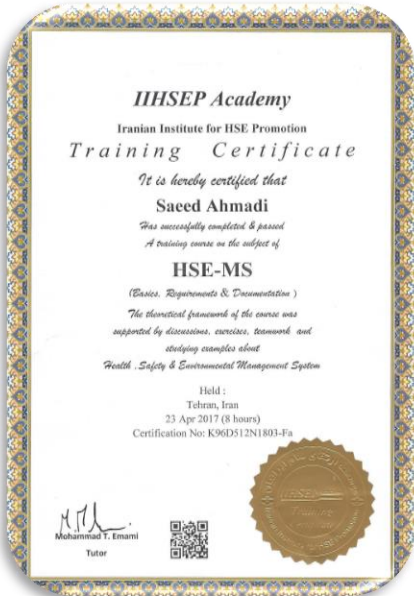 IIHSEP Academy
Iranian Institute for HSE Promotion
Training Certificate
It is hereby certified that
Saeed Ahmadi
Has successfully completed & passed
A training course on the subject of
HSE-MS
(Basics, Requirements & Documentation )
The theoretical framework of the course was
supported by discussions, exercises, teamwork and
studying examples about
Health , Safety & Environmental Management System
Held :
Tehran, Iran
23 Apr 2017 (8 hours)
Certification No: K96D512N1803-Fa
Mohammad T. Emami
Tutor
IIHSEP
Training